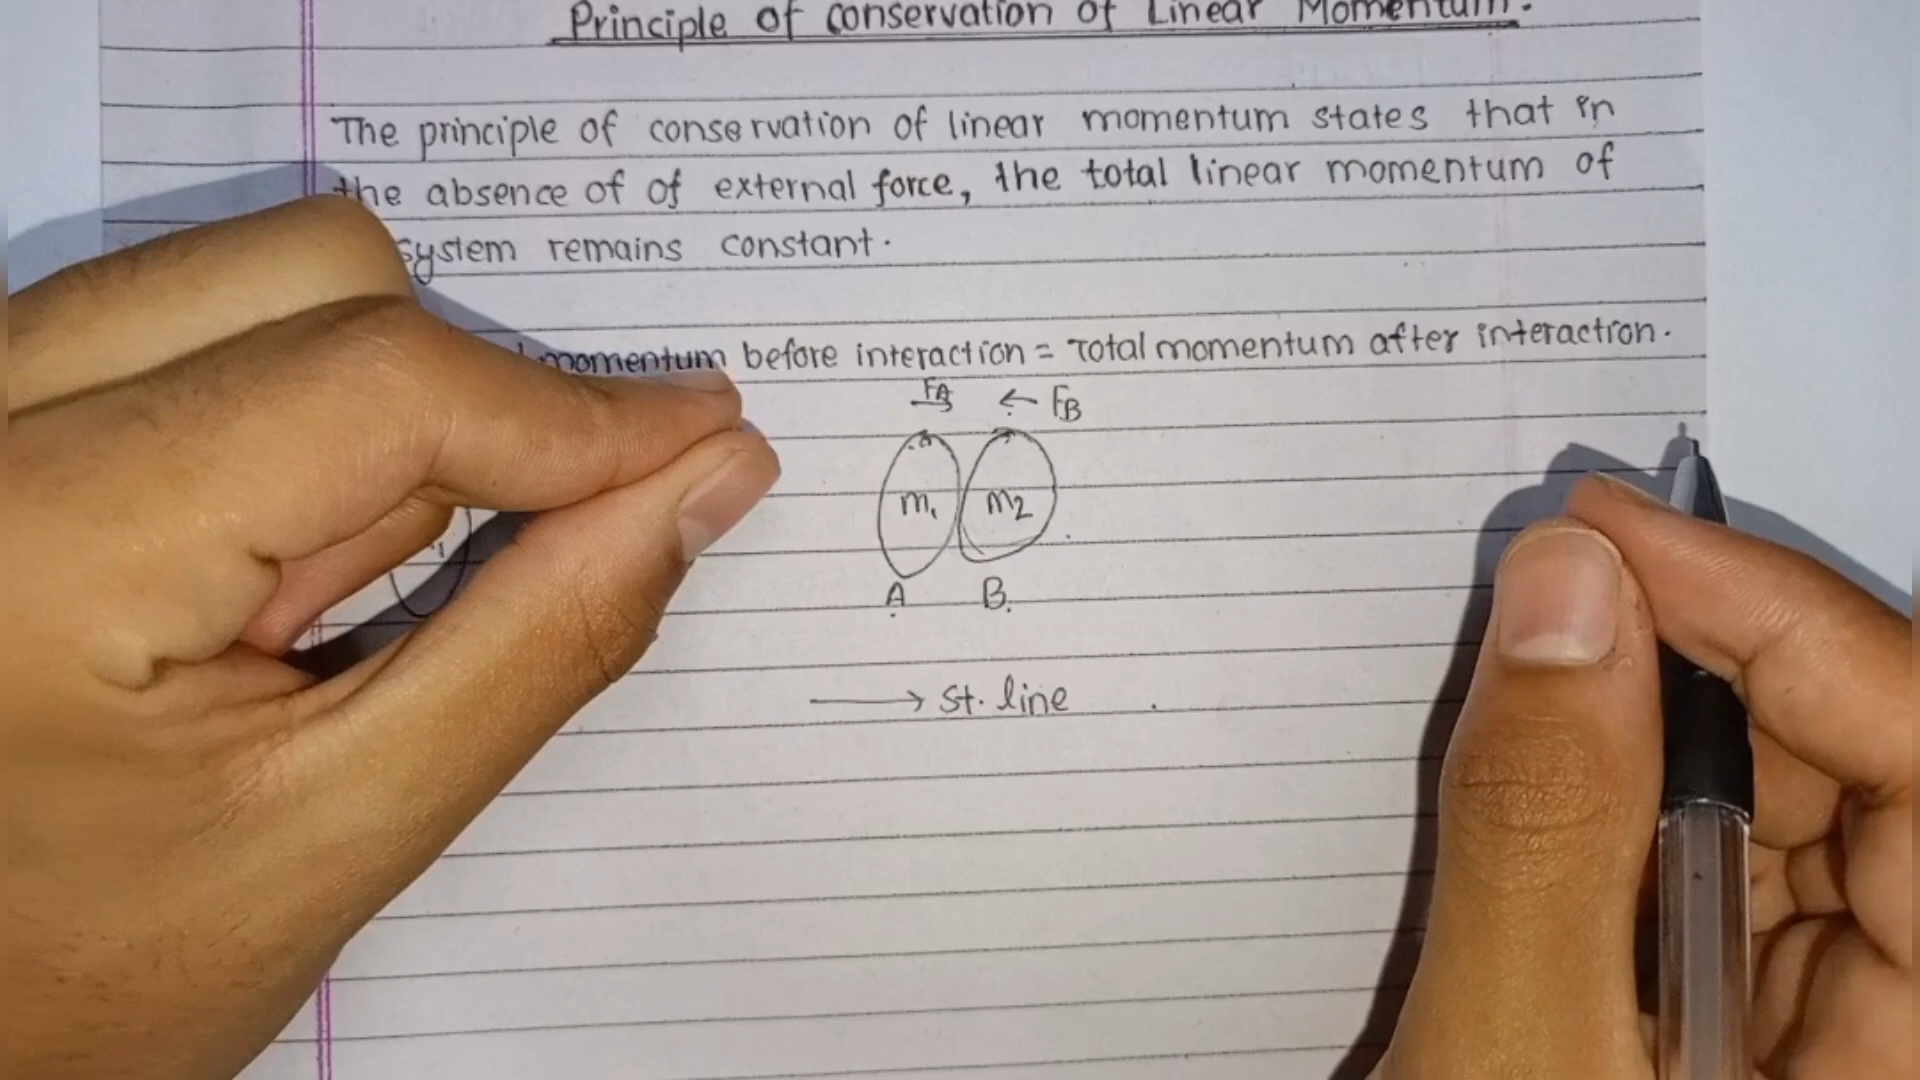 Principle of conservation of Linear Momentum.
The principle of conservation of linear momentum states that in
the absence of of external force, the total linear momentum of
system remains constant.
momentum before interaction = Total momentum after interaction.
FA ← FB
m1 m2
A B.
→ st. line